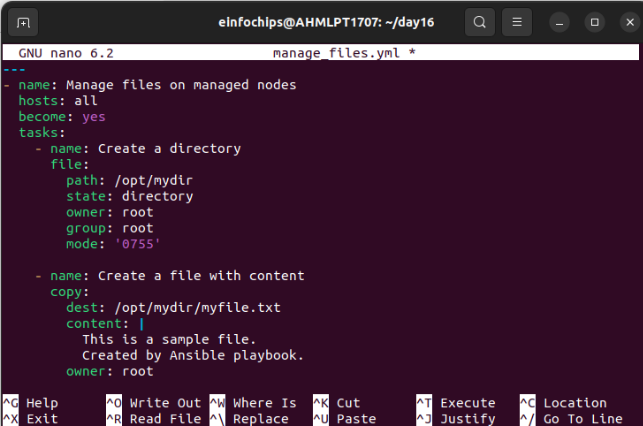 einfochips@AHMLPT1707: ~/day16
GNU nano 6.2 manage_files.yml *
---
- name: Manage files on managed nodes
  hosts: all
  become: yes
  tasks:
    - name: Create a directory
      file:
        path: /opt/mydir
        state: directory
        owner: root
        group: root
        mode: '0755'

    - name: Create a file with content
      copy:
        dest: /opt/mydir/myfile.txt
        content: |
          This is a sample file.
          Created by Ansible playbook.
        owner: root
^G Help ^O Write Out ^W Where Is ^K Cut ^T Execute ^C Location
^X Exit ^R Read File ^\ Replace ^U Paste ^J Justify ^/ Go To Line